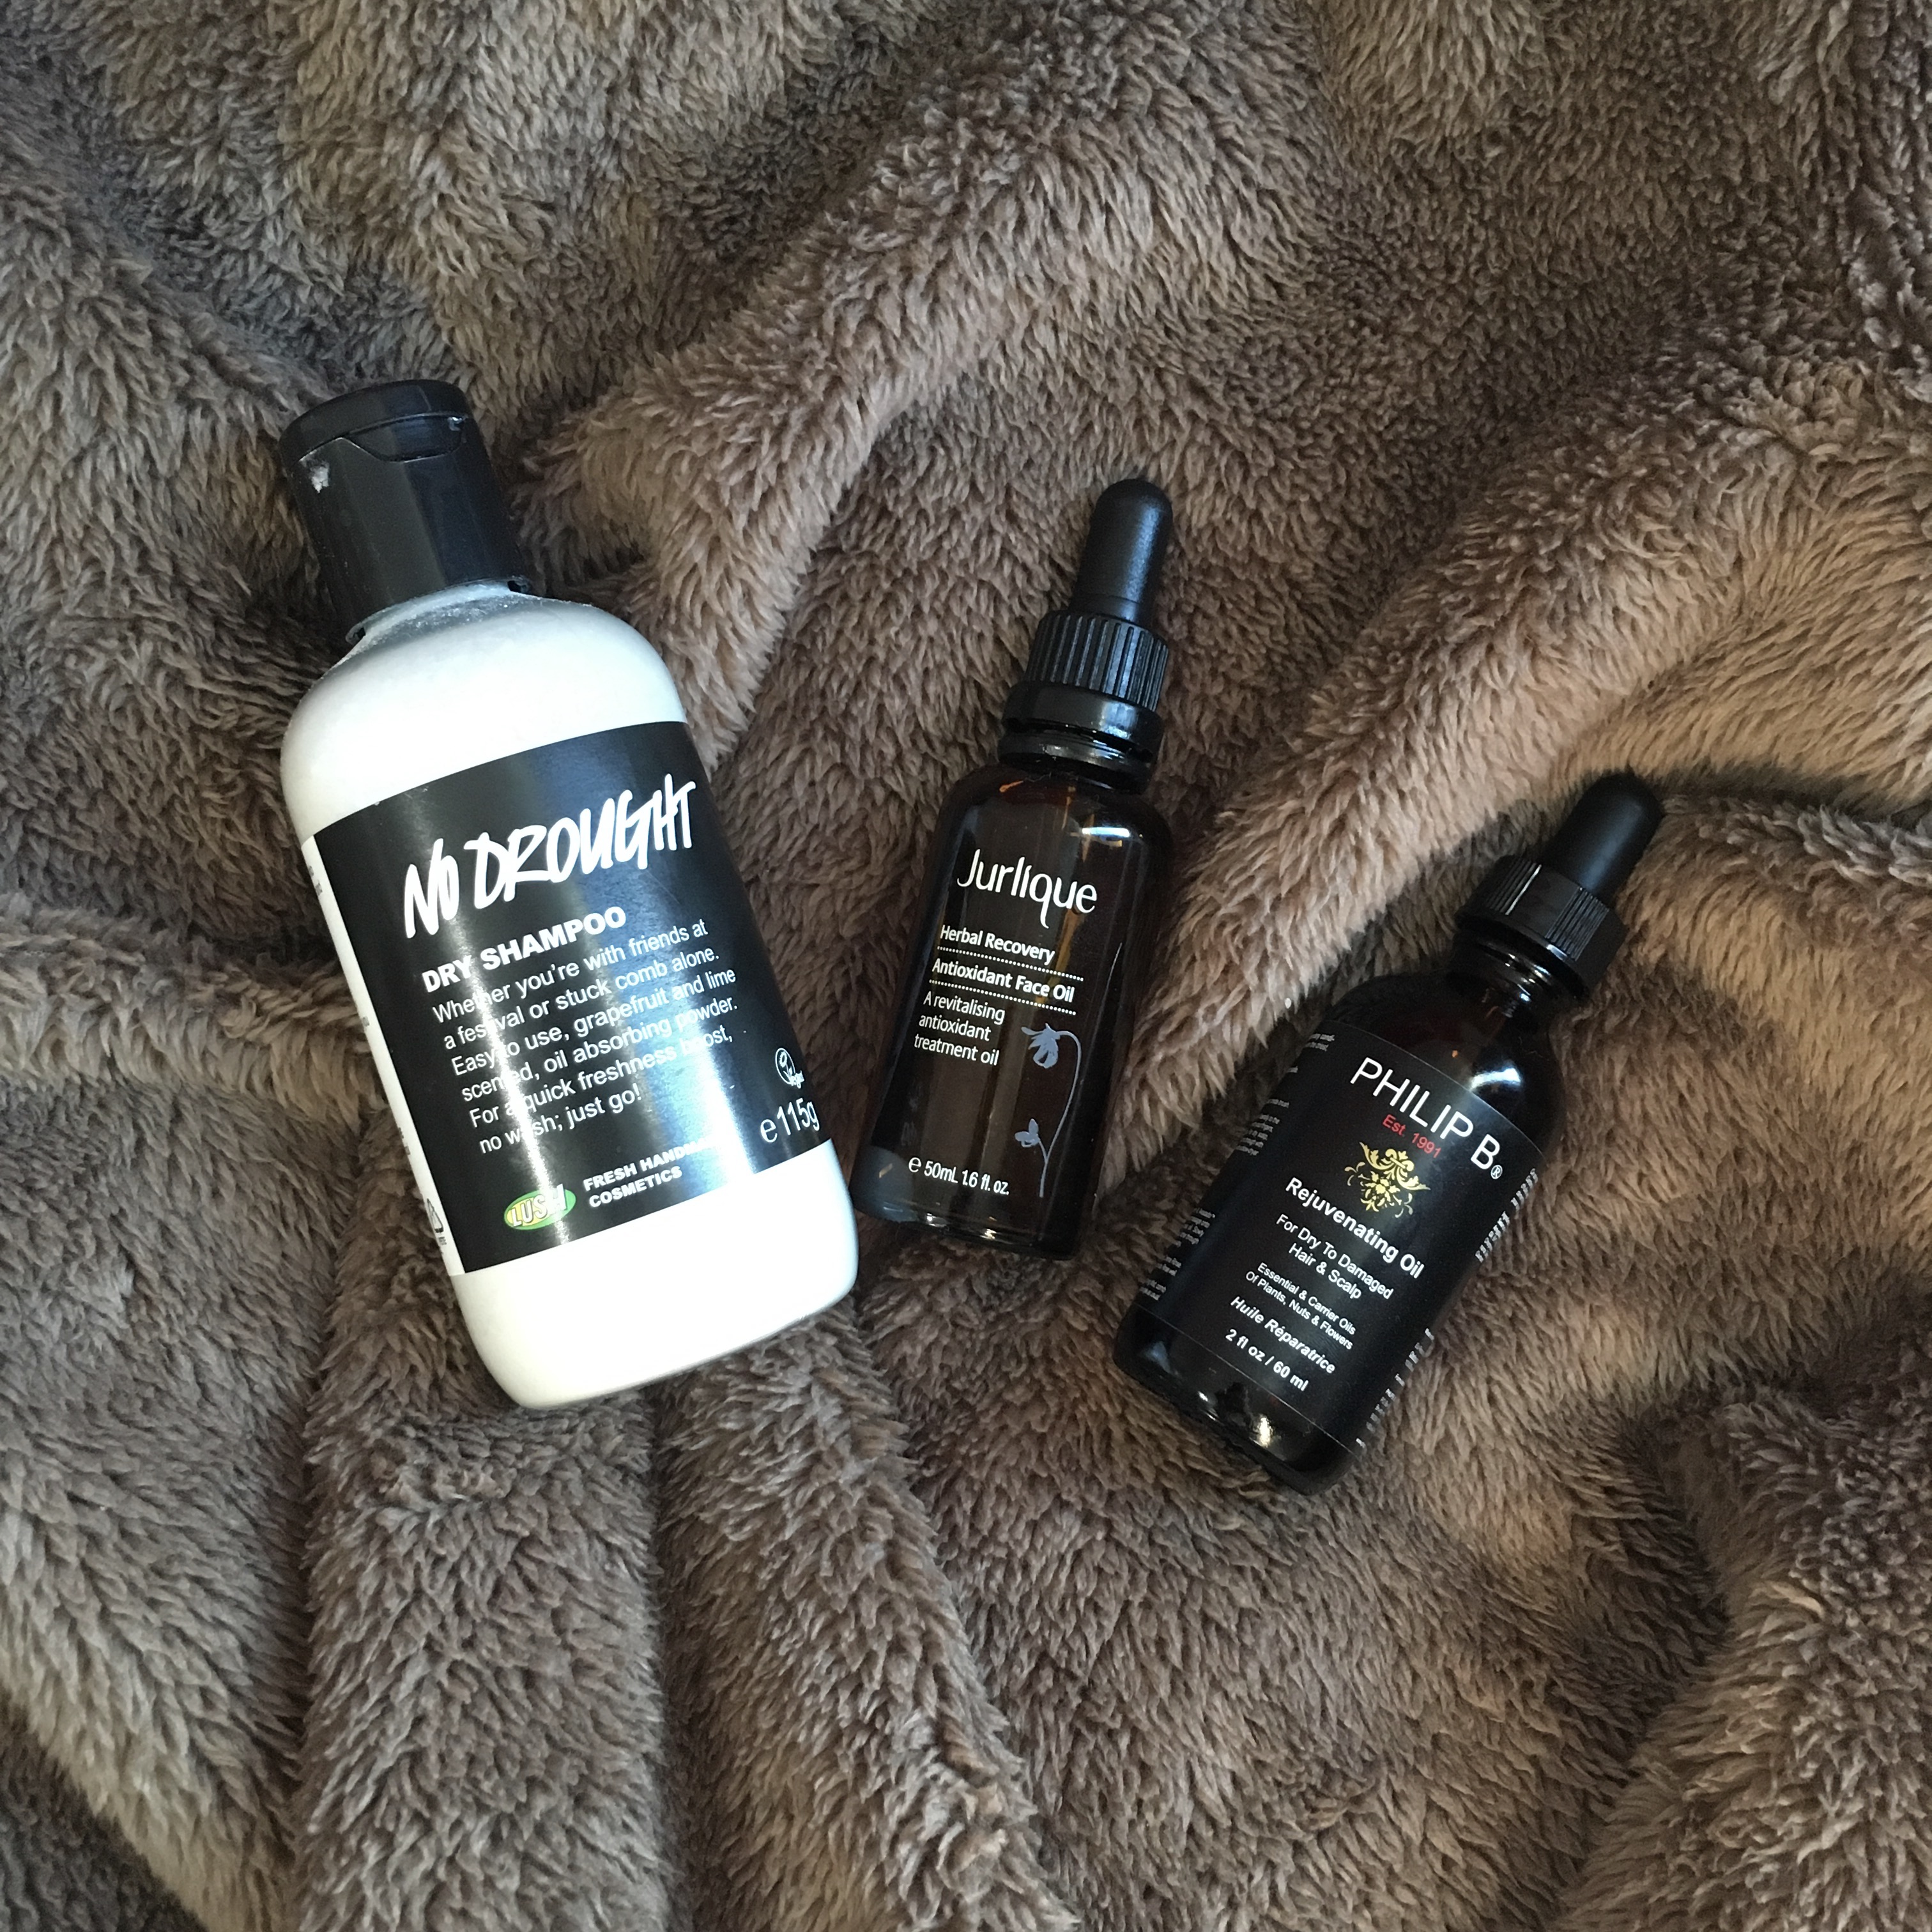 NO DROUGHT
DRY SHAMPOO
Whether you're with friends at
a festival or stuck comb alone.
Easy to use, grapefruit and lime
scented, oil absorbing powder.
For a quick freshness boost,
no wash; just go!
Vegan
e115g
LUSH
FRESH HANDMADE
COSMETICS
Jurlique
Herbal Recovery
Antioxidant Face Oil
A revitalising
antioxidant
treatment oil
e 50mL 1.6 fl. oz.
PHILIP B®
Est. 1991
Rejuvenating Oil
For Dry To Damaged
Hair & Scalp
Essential & Carrier Oils
Of Plants, Nuts & Flowers
Huile Réparatrice
2 fl oz / 60 ml